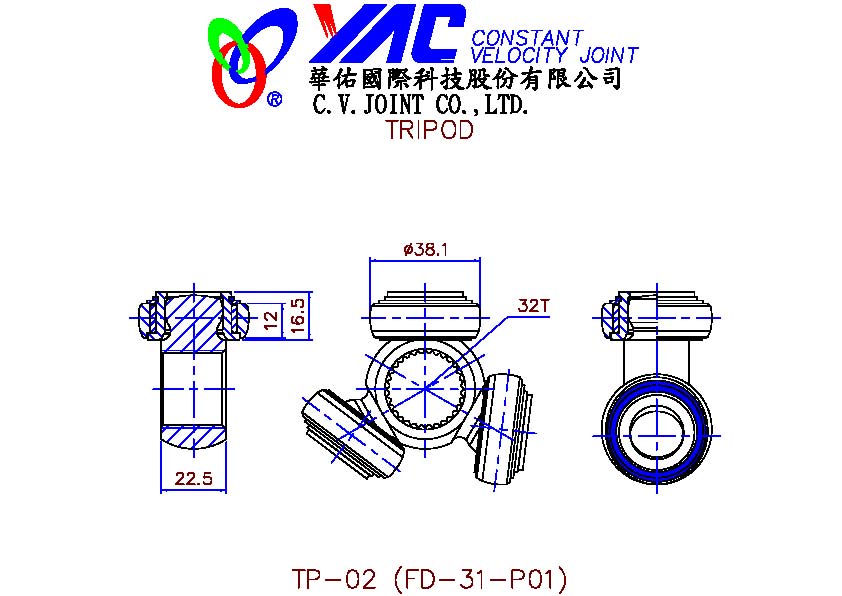 YAC CONSTANT
VELOCITY JOINT
華佑國際科技股份有限公司
®
C.V.JOINT CO.,LTD.
TRIPOD
ø38.1
32T
12
16.5
22.5
TP-02 (FD-31-P01)